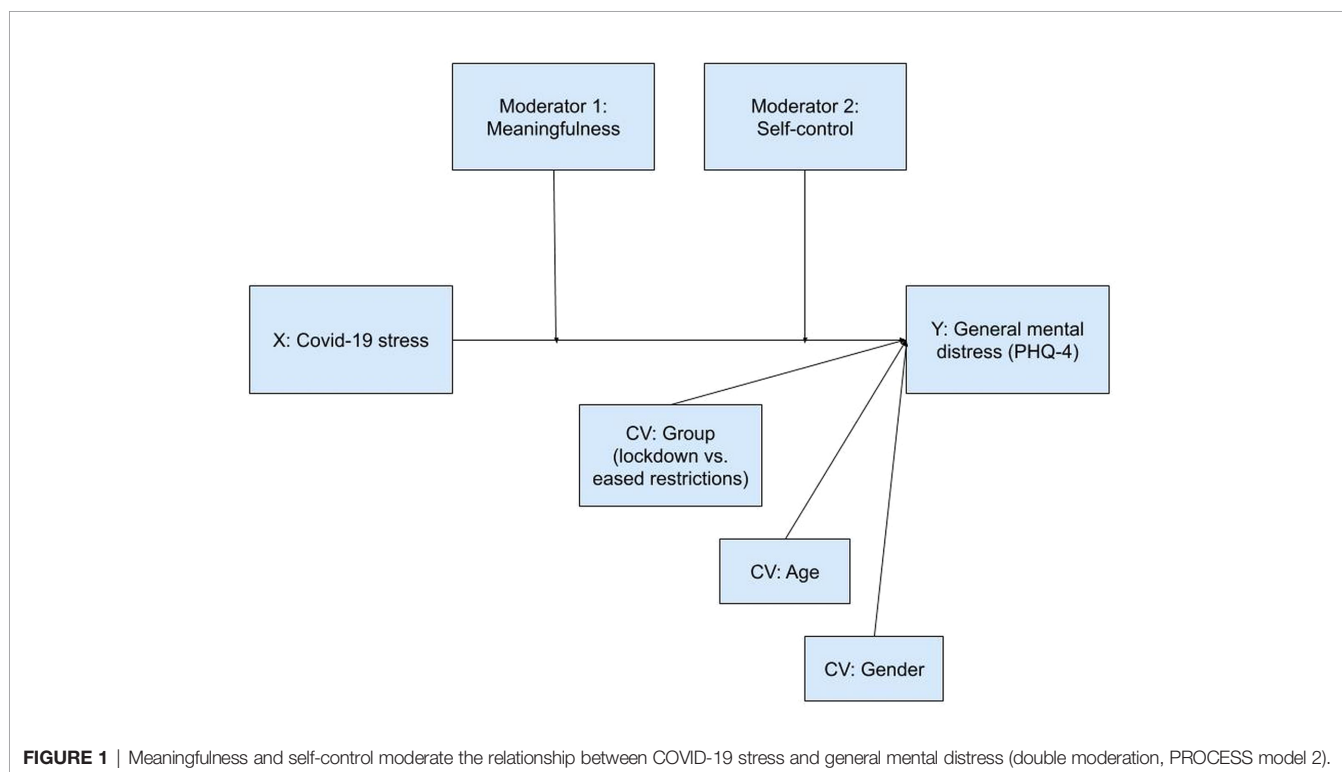 Moderator 1:
Meaningfulness
Moderator 2:
Self-control
X: Covid-19 stress
Y: General mental
distress (PHQ-4)
CV: Group
(lockdown vs.
eased restrictions)
CV: Age
CV: Gender
FIGURE 1 | Meaningfulness and self-control moderate the relationship between COVID-19 stress and general mental distress (double moderation, PROCESS model 2).